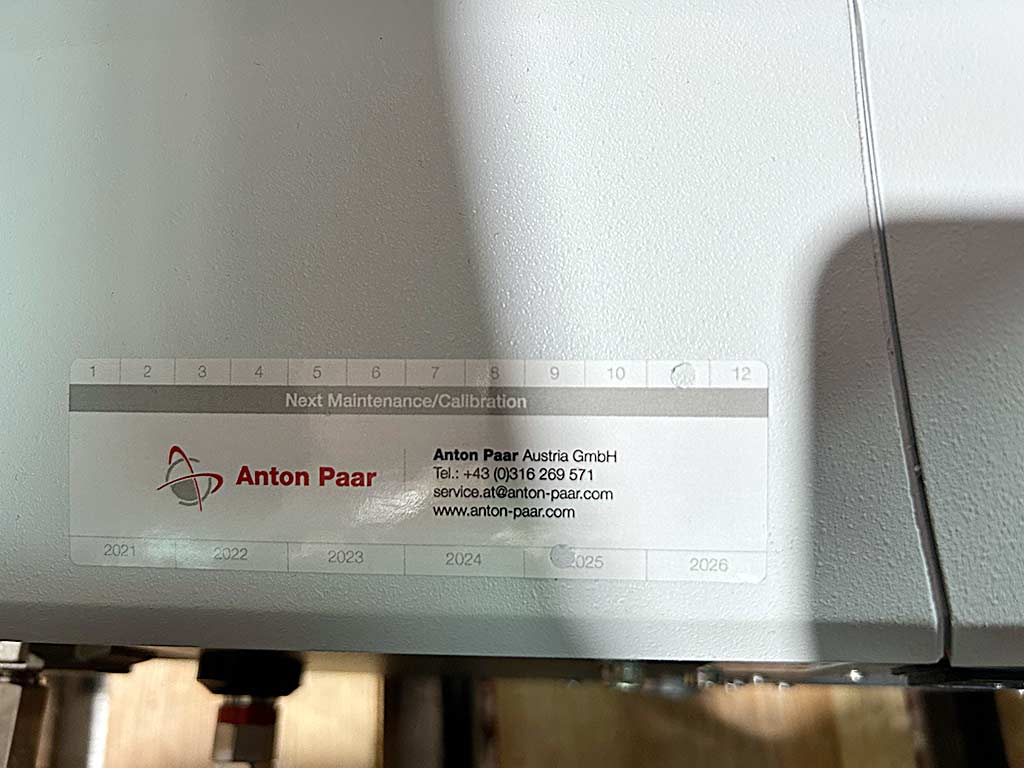 1 2 3 4 5 6 7 8 9 10 12
Next Maintenance/Calibration
Anton Paar
Anton Paar Austria GmbH
Tel.: +43 (0)316 269 571
service.at@anton-paar.com
www.anton-paar.com
2021 2022 2023 2024 2025 2026